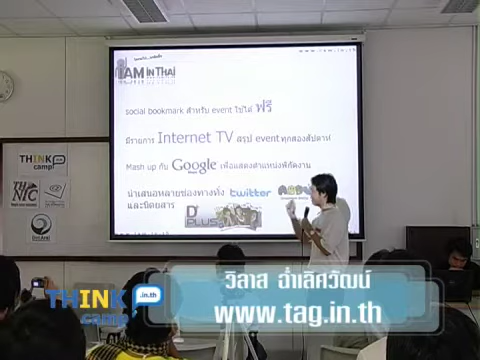 IAM IN THAI
social bookmark สำหรับ event ใช้ได้ ฟรี
มีรายการ Internet TV สรุป event ทุกสองสัปดาห์
Mash up กับ Google เพื่อแสดงตำแหน่งพิกัดงาน
นำเสนอหลายช่องทางทั้ง twitter
และนิตยสาร D+PLUS
THINK camp
THNIC
วิลาส ฉ่ำเลิศวัฒน์
www.tag.in.th
THINK .in.th
camp